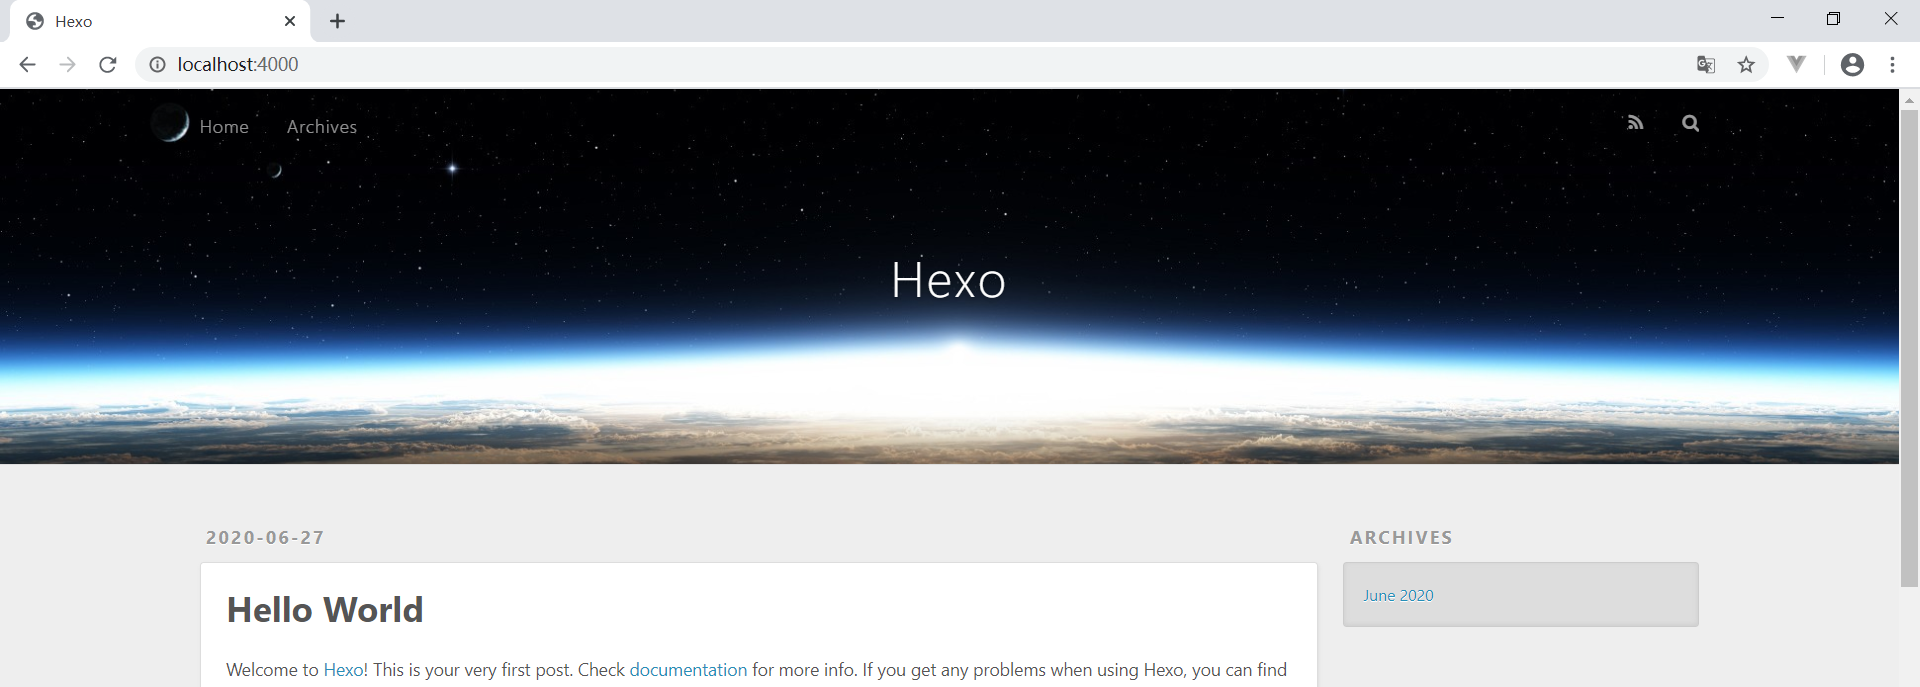 Hexo
localhost:4000
Home Archives
Hexo
2020-06-27
ARCHIVES
Hello World
June 2020
Welcome to Hexo! This is your very first post. Check documentation for more info. If you get any problems when using Hexo, you can find